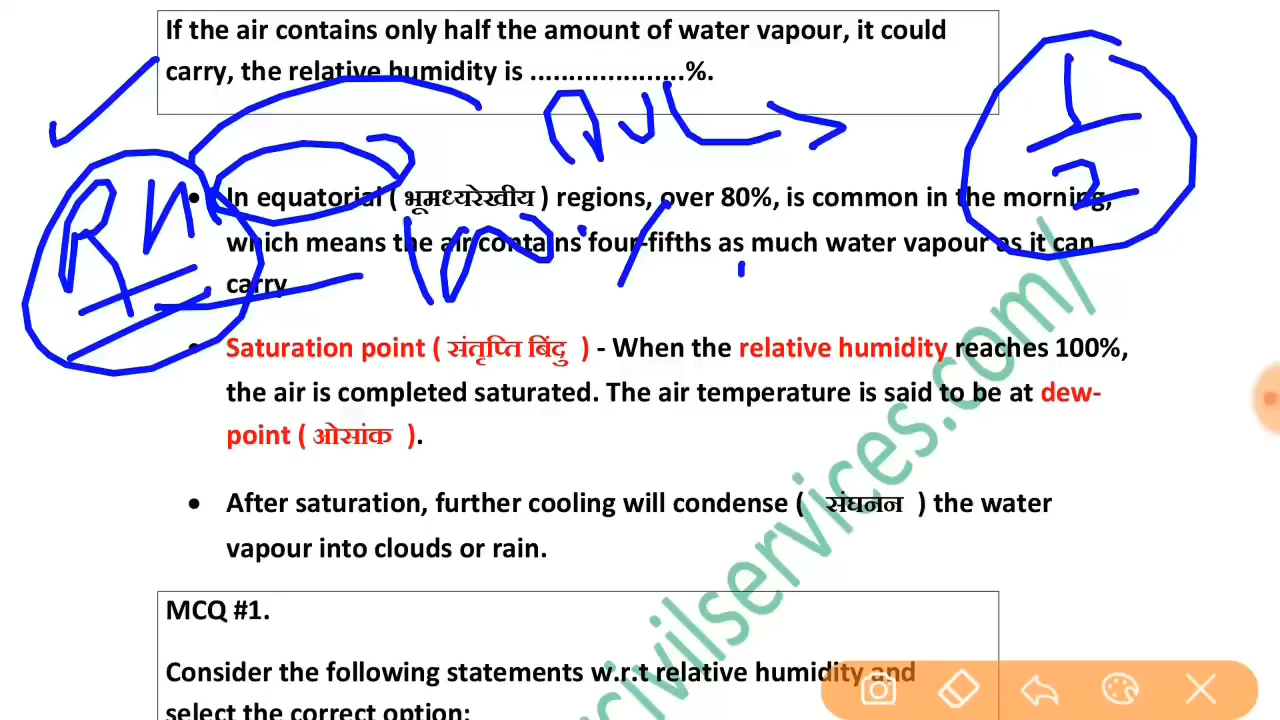 If the air contains only half the amount of water vapour, it could
carry, the relative humidity is ....................%.
• In equatorial ( भूमध्यरेखीय ) regions, over 80%, is common in the morning,
which means the air contains four-fifths as much water vapour as it can
carry
RH
100%
1
2
• Saturation point ( संतृप्ति बिंदु ) - When the relative humidity reaches 100%,
the air is completed saturated. The air temperature is said to be at dew-
point ( ओसांक ).
• After saturation, further cooling will condense ( संघनन ) the water
vapour into clouds or rain.
MCQ #1.
Consider the following statements w.r.t relative humidity and
select the correct option:
civilservices.com/